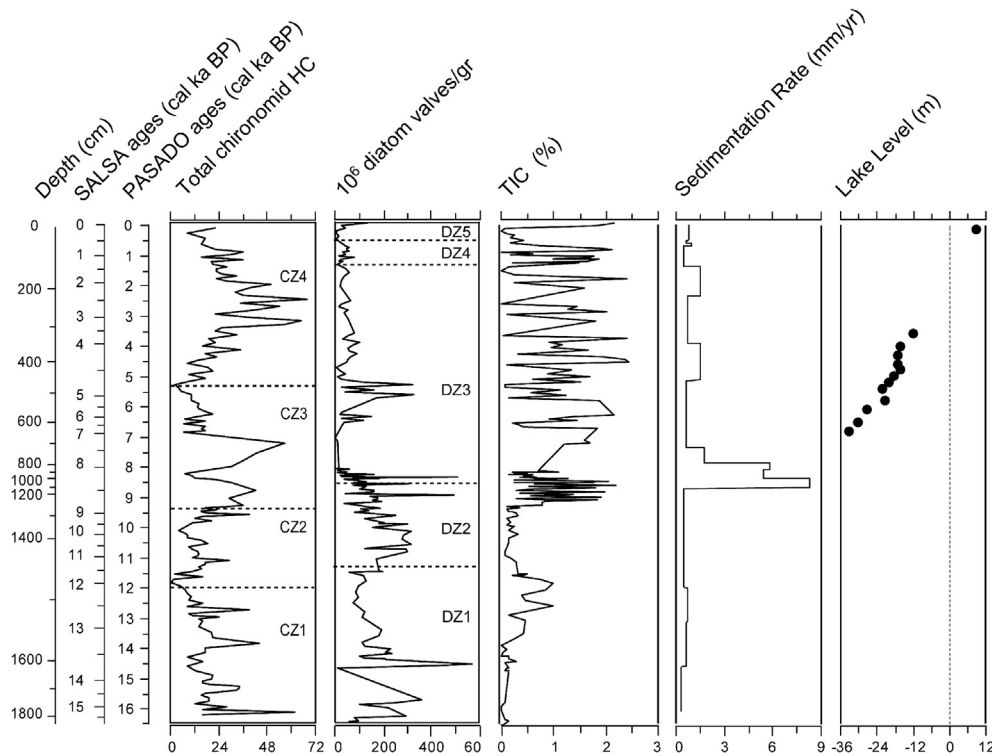 Depth (cm)
SALSA ages (cal ka BP)
PASADO ages (cal ka BP)
Total chironomid HC
10⁶ diatom valves/gr
TIC (%)
Sedimentation Rate (mm/yr)
Lake Level (m)
0
200
400
600
800
1000
1200
1400
1600
1800
0
1
2
3
4
5
6
7
8
9
10
11
12
13
14
15
0
1
2
3
4
5
6
7
8
9
10
11
12
13
14
15
16
CZ4
CZ3
CZ2
CZ1
DZ5
DZ4
DZ3
DZ2
DZ1
0 24 48 72
0 20 40 60
0 1 2 3
0 3 6 9
-36 -24 -12 0 12